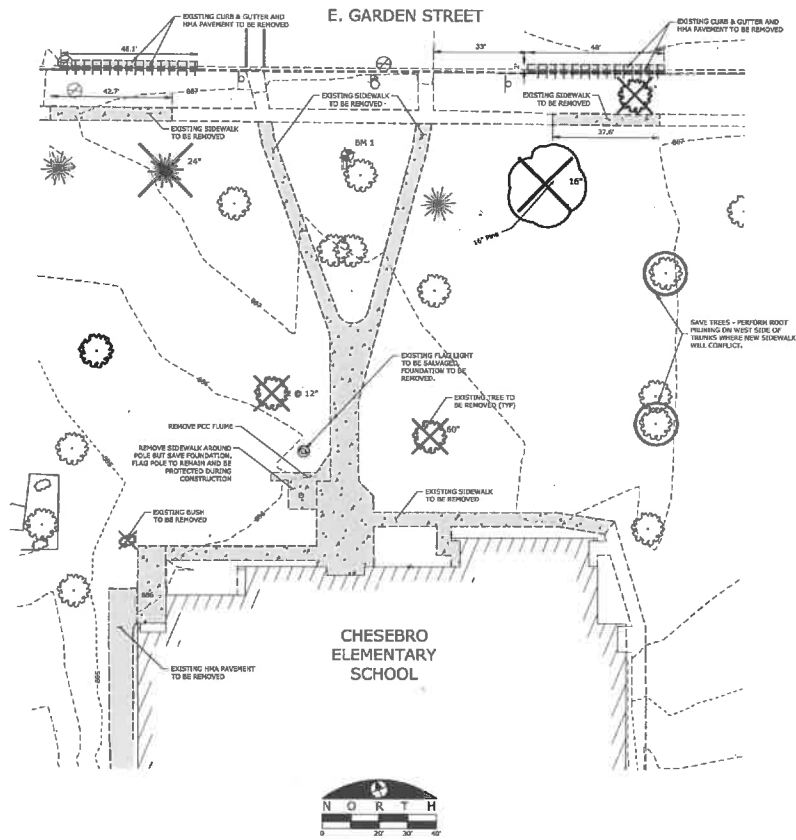 E. GARDEN STREET
EXISTING CURB & GUTTER AND
HMA PAVEMENT TO BE REMOVED
EXISTING CURB & GUTTER AND
HMA PAVEMENT TO BE REMOVED
48.1'
33'
48'
2'
42.7'
887
EXISTING SIDEWALK
TO BE REMOVED
EXISTING SIDEWALK
TO BE REMOVED
EXISTING SIDEWALK
TO BE REMOVED
37.6'
887
BM 1
24"
16"
16" PINE
SAVE TREES - PERFORM ROOT
PRUNING ON WEST SIDE OF
TRUNKS WHERE NEW SIDEWALK
WILL CONFLICT.
EXISTING FLAG LIGHT
TO BE SALVAGED,
FOUNDATION TO BE
REMOVED.
@ 12"
EXISTING TREE TO
BE REMOVED (TYP)
60"
REMOVE PCC FLUME
REMOVE SIDEWALK AROUND
POLE BUT SAVE FOUNDATION,
FLAG POLE TO REMAIN AND BE
PROTECTED DURING
CONSTRUCTION
EXISTING SIDEWALK
TO BE REMOVED
EXISTING BUSH
TO BE REMOVED
886
885
CHESEBRO
ELEMENTARY
SCHOOL
EXISTING HMA PAVEMENT
TO BE REMOVED
NORTH
0 20' 30' 40'